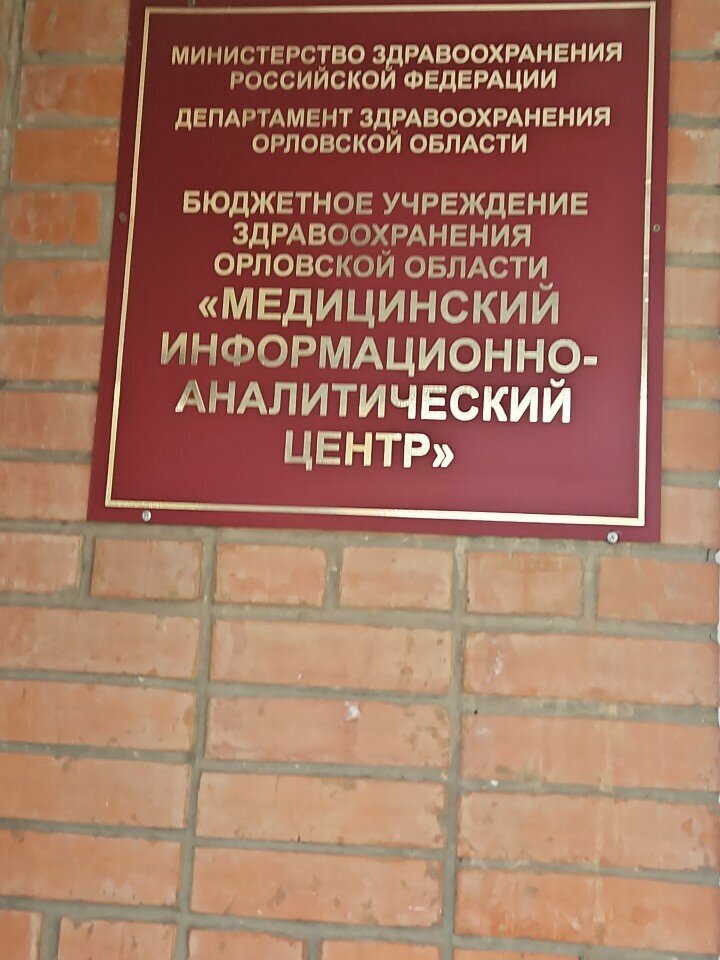 МИНИСТЕРСТВО ЗДРАВООХРАНЕНИЯ
РОССИЙСКОЙ ФЕДЕРАЦИИ
ДЕПАРТАМЕНТ ЗДРАВООХРАНЕНИЯ
ОРЛОВСКОЙ ОБЛАСТИ
БЮДЖЕТНОЕ УЧРЕЖДЕНИЕ
ЗДРАВООХРАНЕНИЯ
ОРЛОВСКОЙ ОБЛАСТИ
«МЕДИЦИНСКИЙ
ИНФОРМАЦИОННО-
АНАЛИТИЧЕСКИЙ
ЦЕНТР»